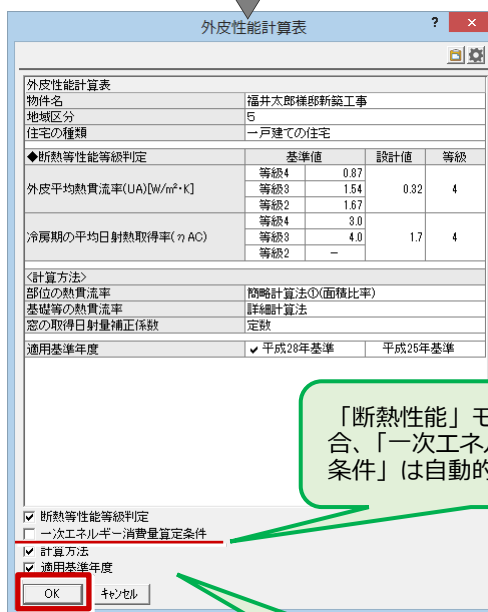 外皮性能計算表
? ×
外皮性能計算表
物件名 福井太郎様邸新築工事
地域区分 5
住宅の種類 一戸建ての住宅
◆断熱等性能等級判定 基準値 設計値 等級
外皮平均熱貫流率(UA)[W/m²・K] 等級4 0.87 0.32 4
等級3 1.54
等級2 1.67
冷房期の平均日射熱取得率(ηAC) 等級4 3.0 1.7 4
等級3 4.0
等級2 −
<計算方法>
部位の熱貫流率 簡略計算法①(面積比率)
基礎等の熱貫流率 詳細計算法
窓の取得日射量補正係数 定数
適用基準年度 ✓平成28年基準 平成25年基準
「断熱性能」モ
合、「一次エネル
条件」は自動的
断熱等性能等級判定
一次エネルギー消費量算定条件
計算方法
適用基準年度
OK キャンセル